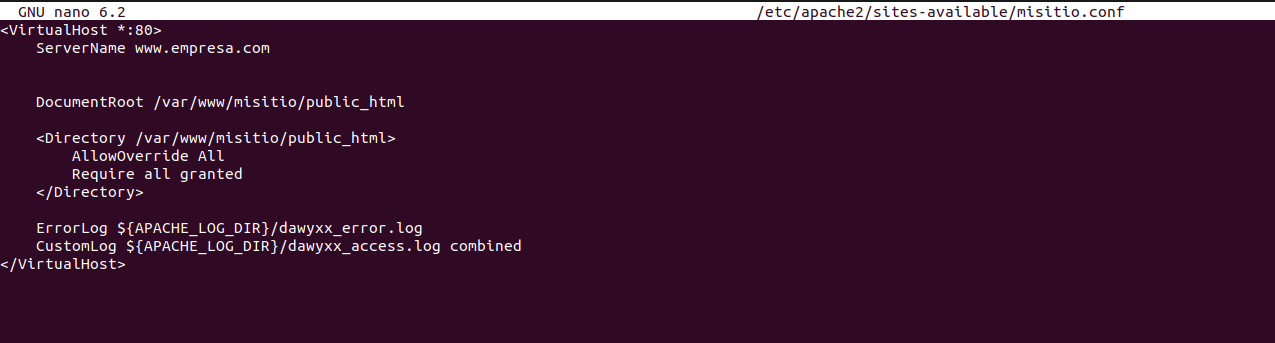 GNU nano 6.2 /etc/apache2/sites-available/misitio.conf
<VirtualHost *:80>
    ServerName www.empresa.com
    DocumentRoot /var/www/misitio/public_html
    <Directory /var/www/misitio/public_html>
        AllowOverride All
        Require all granted
    </Directory>
    ErrorLog ${APACHE_LOG_DIR}/dawyxx_error.log
    CustomLog ${APACHE_LOG_DIR}/dawyxx_access.log combined
</VirtualHost>